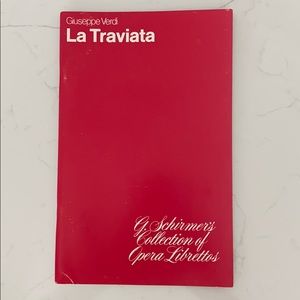 Giuseppe Verdi
La Traviata
G. Schirmer's
Collection of
Opera Librettos